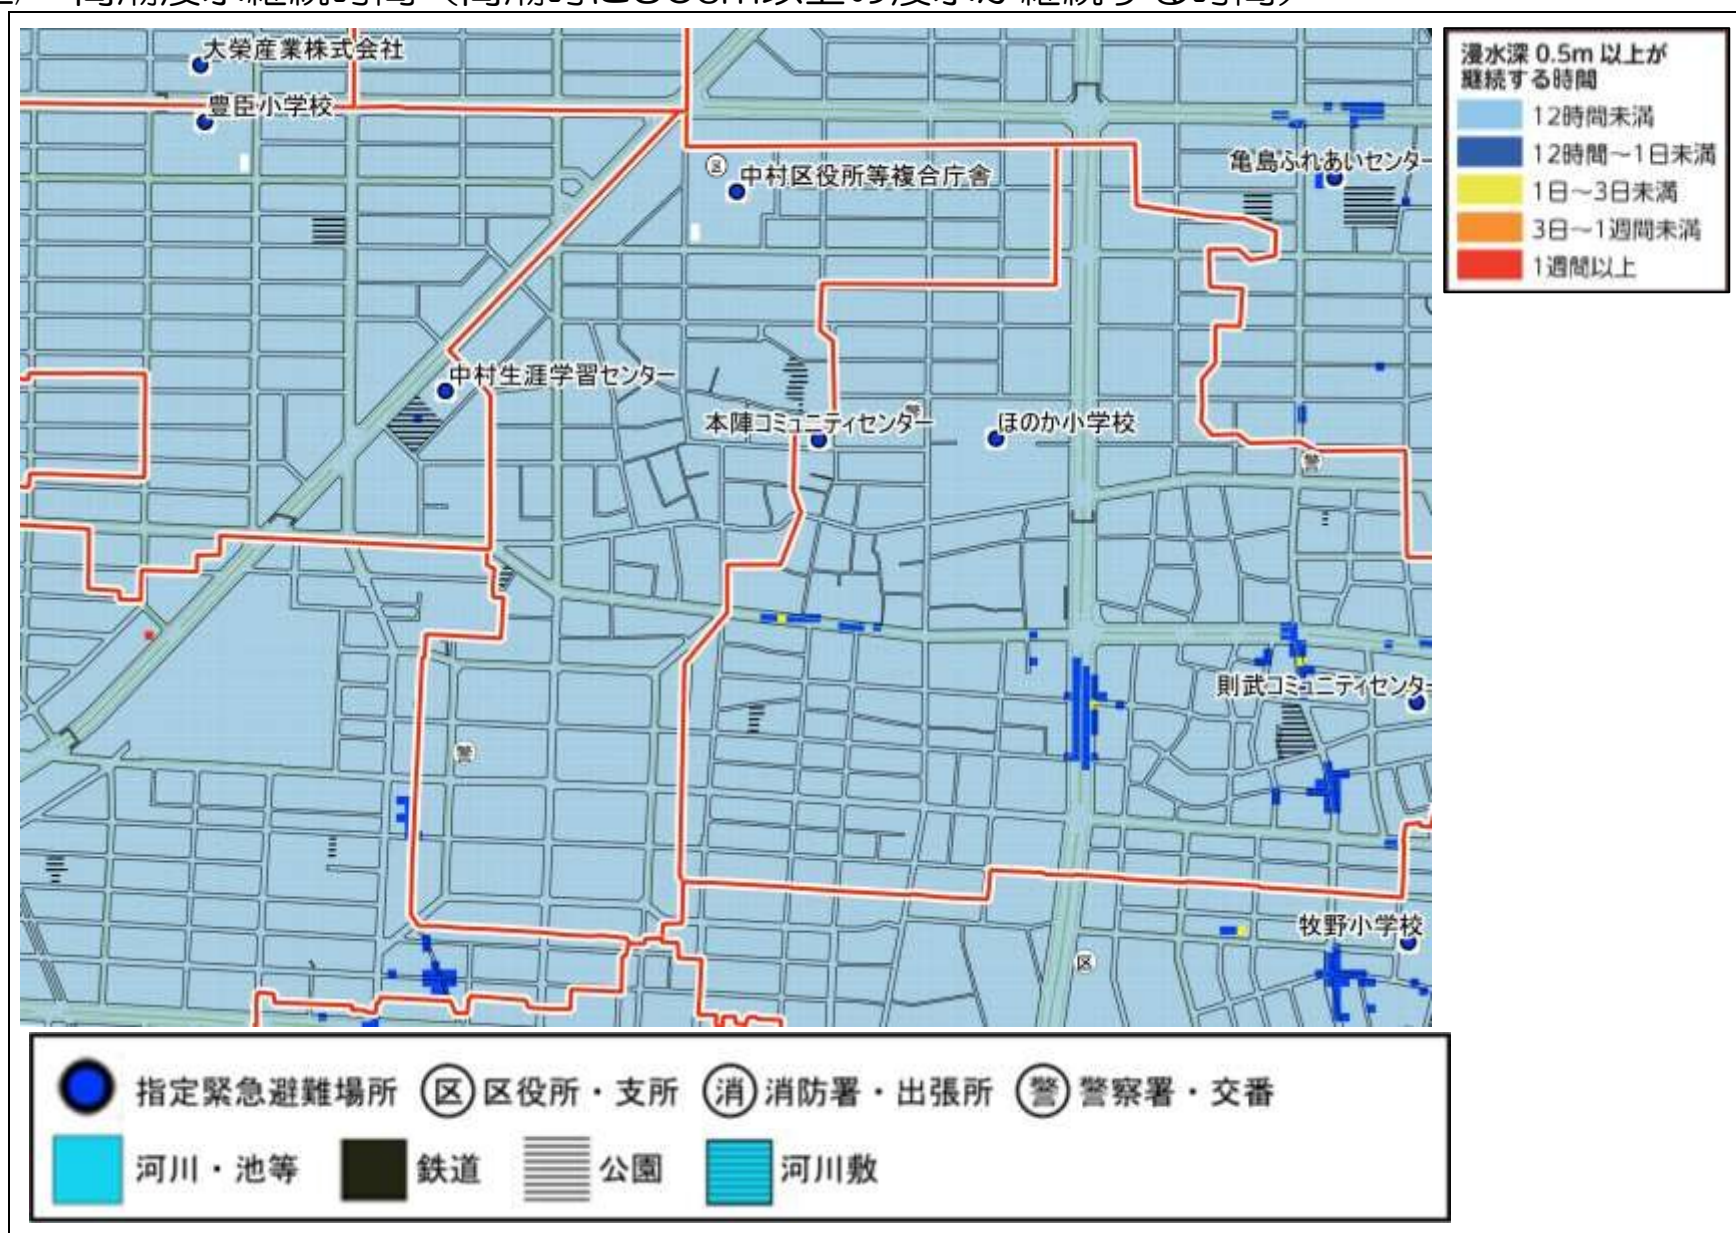 大榮産業株式会社
豊臣小学校
区
中村区役所等複合庁舎
亀島ふれあいセンター
中村生涯学習センター
本陣コミュニティセンター
警
ほのか小学校
警
則武コミュニティセンター
警
牧野小学校
区
浸水深 0.5m 以上が
継続する時間
12時間未満
12時間～1日未満
1日～3日未満
3日～1週間未満
1週間以上
指定緊急避難場所 区 区役所・支所 消 消防署・出張所 警 警察署・交番
河川・池等 鉄道 公園 河川敷